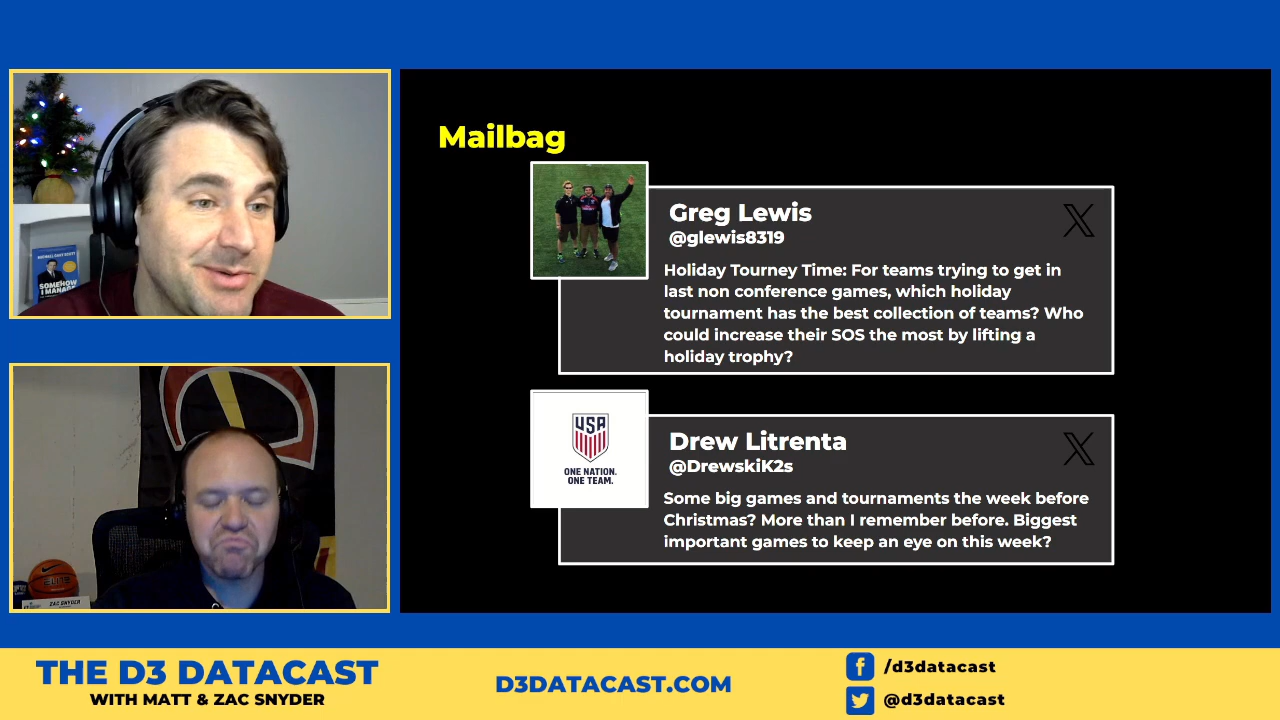 Mailbag
Greg Lewis
@glewis8319
Holiday Tourney Time: For teams trying to get in
last non conference games, which holiday
tournament has the best collection of teams? Who
could increase their SOS the most by lifting a
holiday trophy?
USA
ONE NATION.
ONE TEAM.
Drew Litrenta
@DrewskiK2s
Some big games and tournaments the week before
Christmas? More than I remember before. Biggest
important games to keep an eye on this week?
SOMEHOW
I MANAGE
ELITE
ZAC SNYDER
THE D3 DATACAST
WITH MATT & ZAC SNYDER
D3DATACAST.COM
/d3datacast
@d3datacast